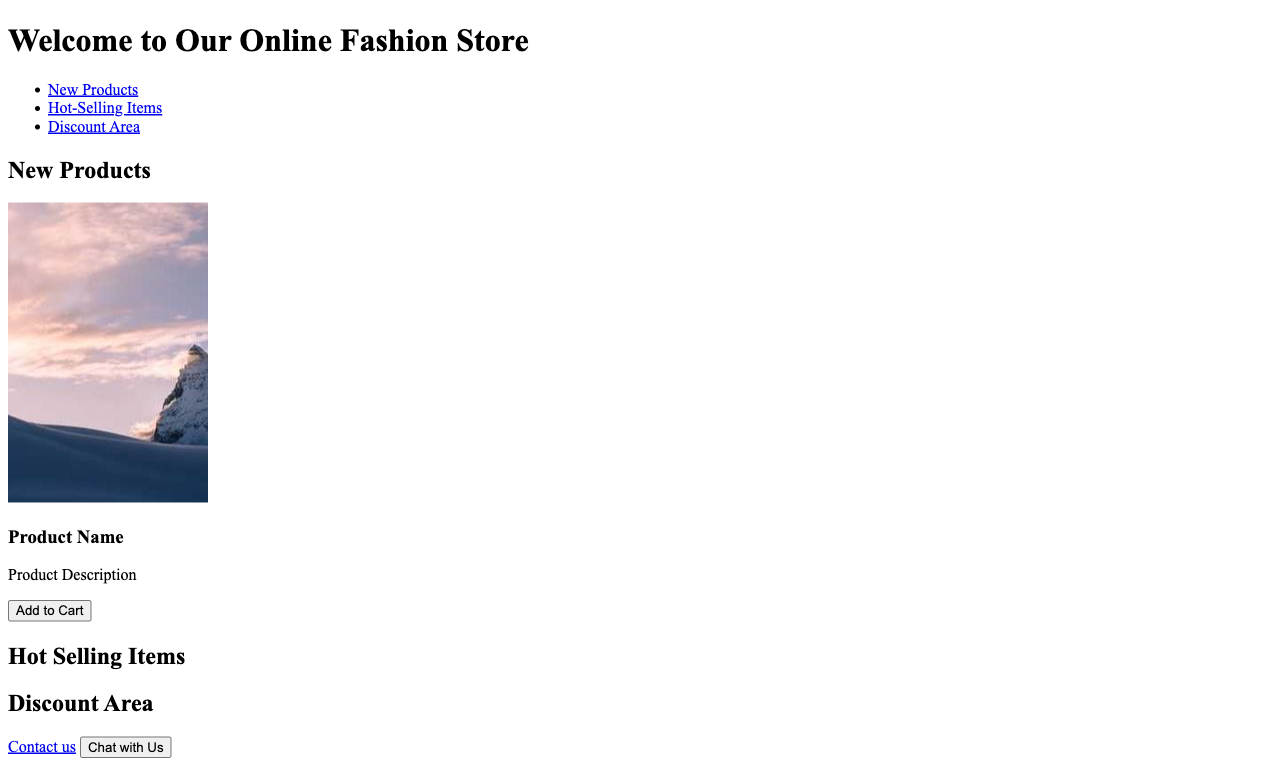 Welcome to Our Online Fashion Store
New Products
Hot-Selling Items
Discount Area
New Products
Product Name
Product Description
Add to Cart
Hot Selling Items
Discount Area
Contact us Chat with Us